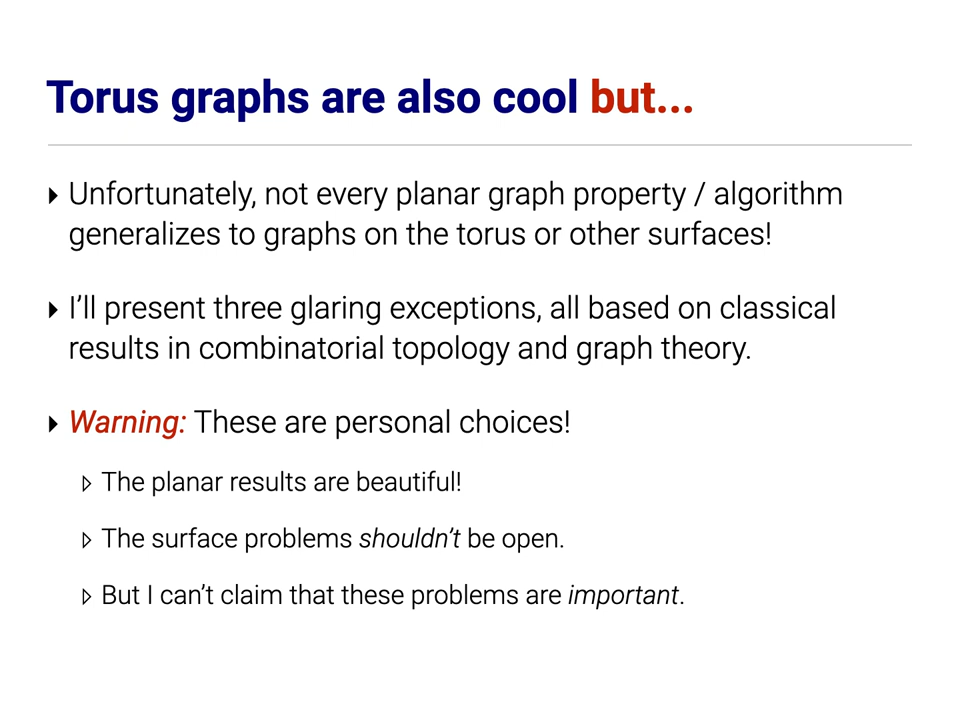 Torus graphs are also cool but...
‣ Unfortunately, not every planar graph property / algorithm
generalizes to graphs on the torus or other surfaces!
‣ I’ll present three glaring exceptions, all based on classical
results in combinatorial topology and graph theory.
‣ Warning: These are personal choices!
▹ The planar results are beautiful!
▹ The surface problems shouldn’t be open.
▹ But I can’t claim that these problems are important.